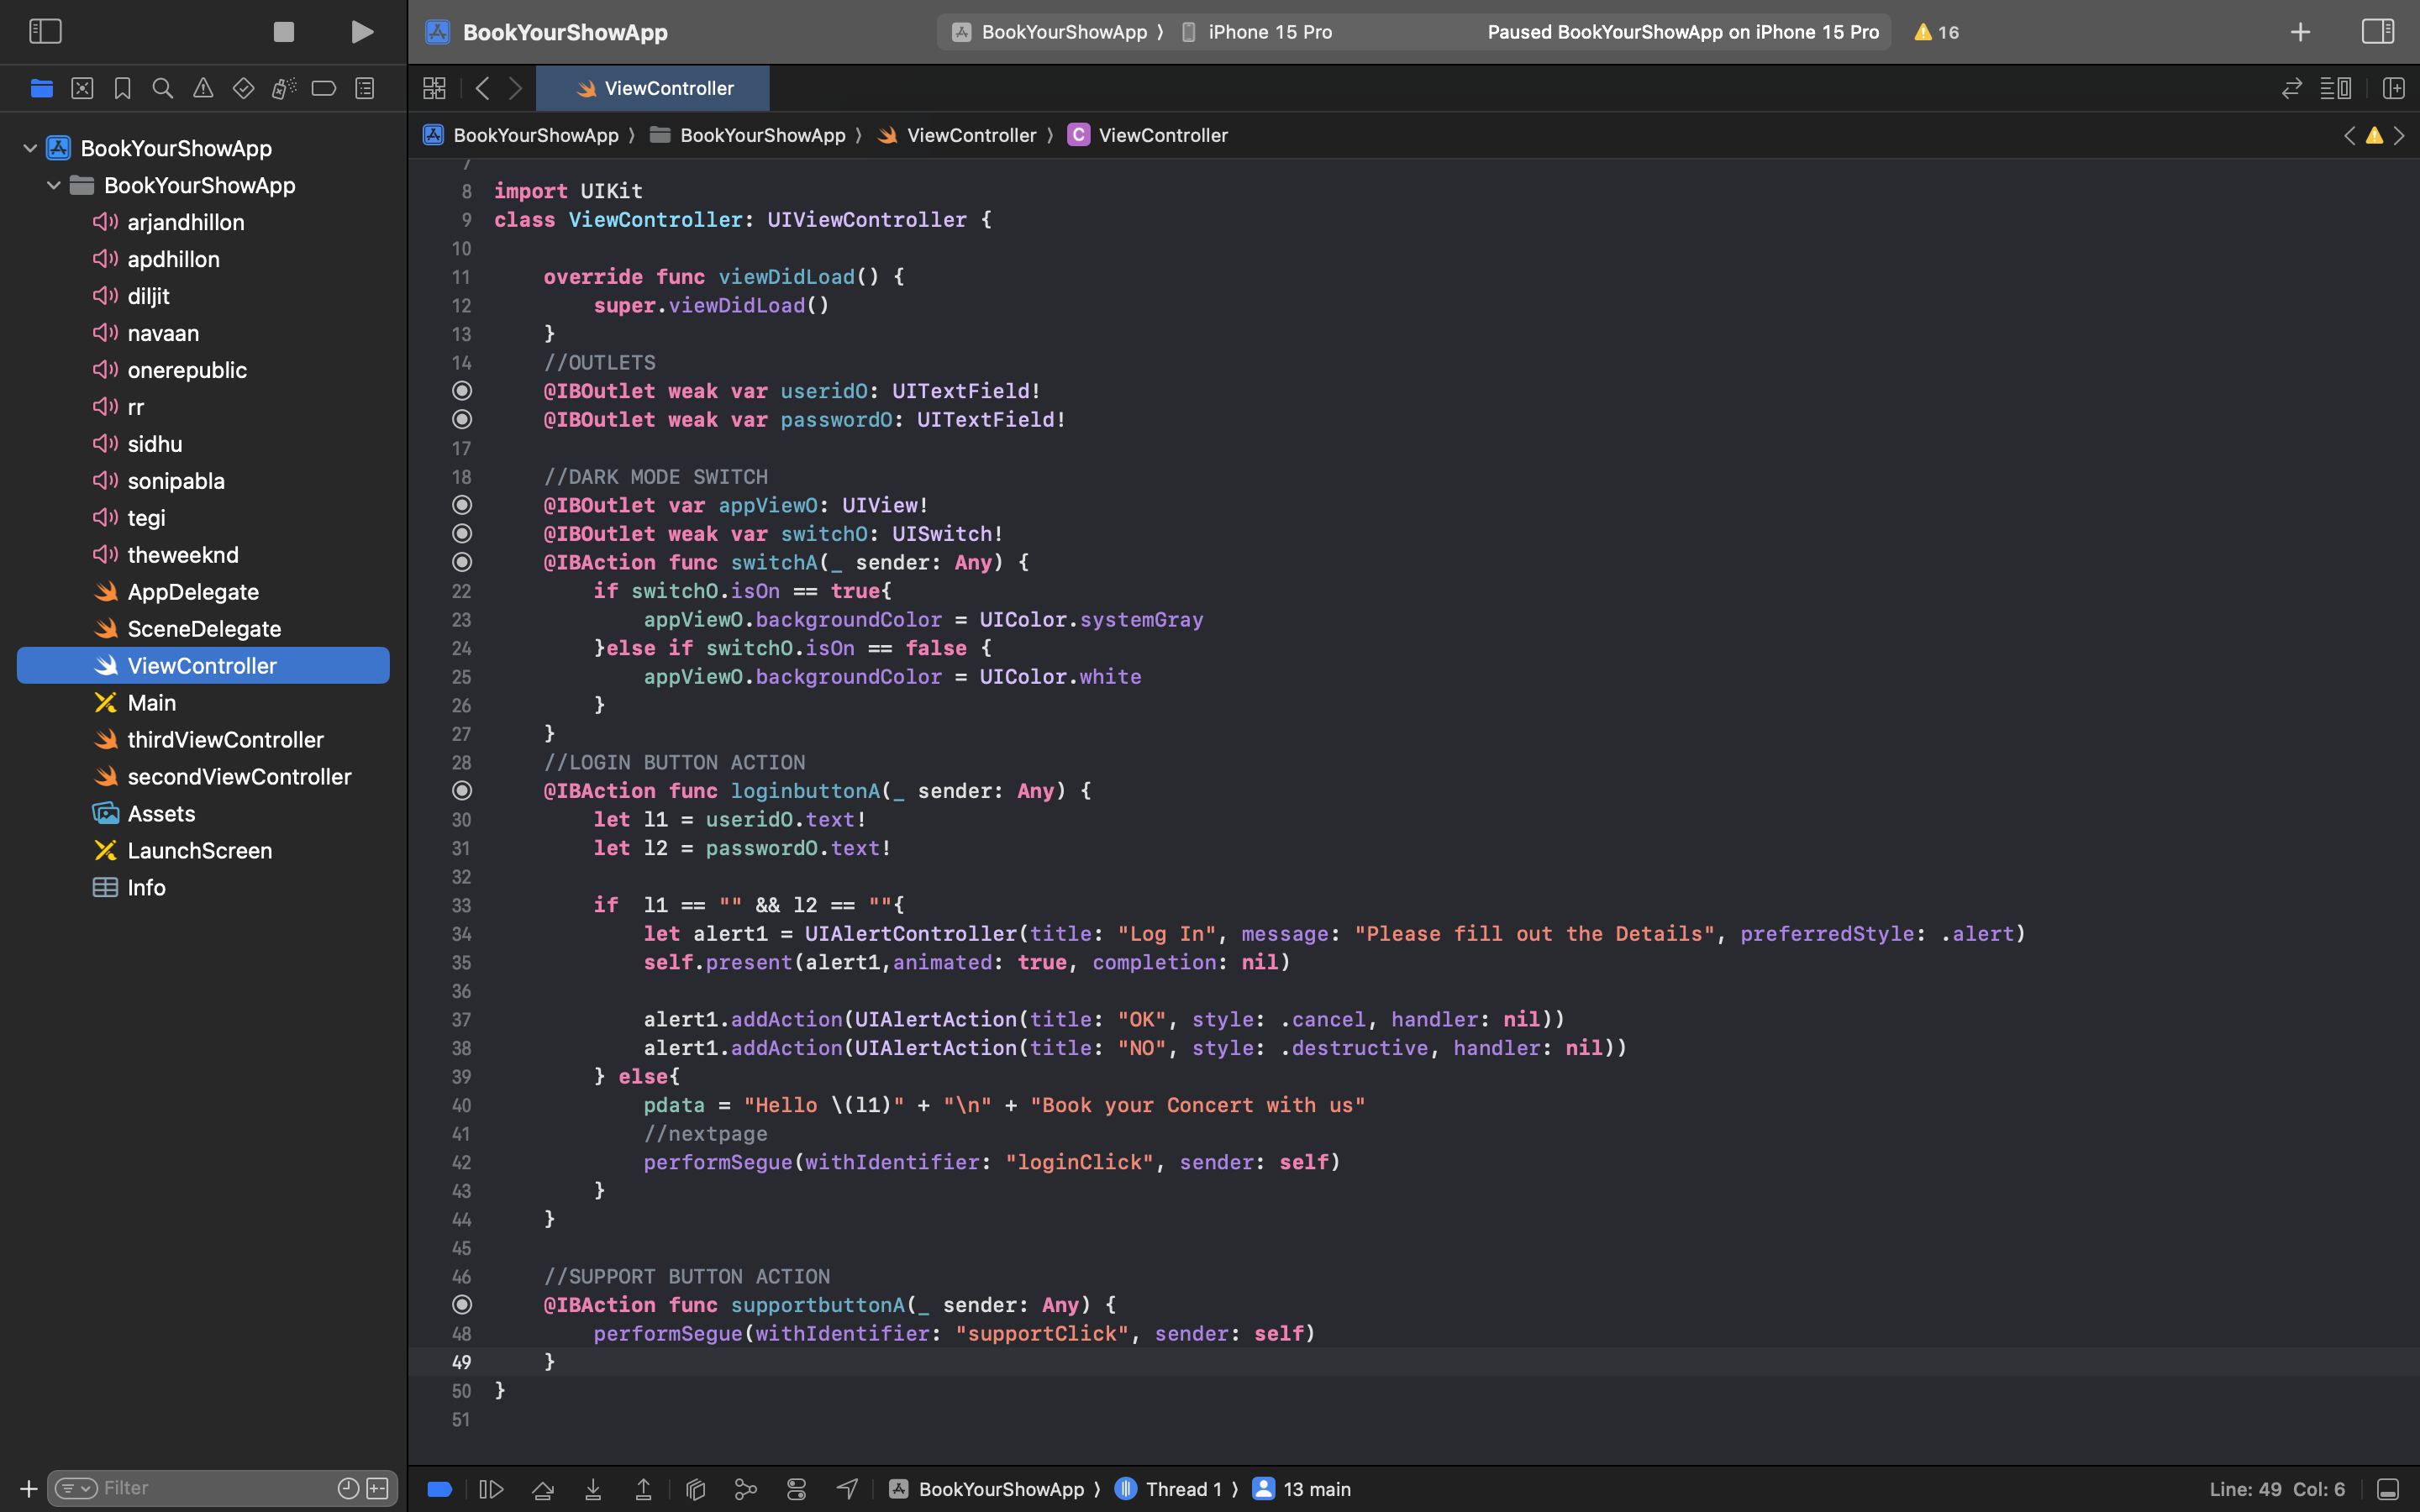 BookYourShowApp
BookYourShowApp 〉 iPhone 15 Pro
Paused BookYourShowApp on iPhone 15 Pro
16
ViewController
BookYourShowApp 〉 BookYourShowApp 〉 ViewController 〉 C ViewController
BookYourShowApp
BookYourShowApp
arjandhillon
apdhillon
diljit
navaan
onerepublic
rr
sidhu
sonipabla
tegi
theweeknd
AppDelegate
SceneDelegate
ViewController
Main
thirdViewController
secondViewController
Assets
LaunchScreen
Info
Filter
7
8 import UIKit
9 class ViewController: UIViewController {
10
11     override func viewDidLoad() {
12         super.viewDidLoad()
13     }
14     //OUTLETS
    @IBOutlet weak var useridO: UITextField!
    @IBOutlet weak var passwordO: UITextField!
17
18     //DARK MODE SWITCH
    @IBOutlet var appViewO: UIView!
    @IBOutlet weak var switchO: UISwitch!
    @IBAction func switchA(_ sender: Any) {
22         if switchO.isOn == true{
23             appViewO.backgroundColor = UIColor.systemGray
24         }else if switchO.isOn == false {
25             appViewO.backgroundColor = UIColor.white
26         }
27     }
28     //LOGIN BUTTON ACTION
    @IBAction func loginbuttonA(_ sender: Any) {
30         let l1 = useridO.text!
31         let l2 = passwordO.text!
32
33         if  l1 == "" && l2 == ""{
34             let alert1 = UIAlertController(title: "Log In", message: "Please fill out the Details", preferredStyle: .alert)
35             self.present(alert1,animated: true, completion: nil)
36
37             alert1.addAction(UIAlertAction(title: "OK", style: .cancel, handler: nil))
38             alert1.addAction(UIAlertAction(title: "NO", style: .destructive, handler: nil))
39         } else{
40             pdata = "Hello \(l1)" + "\n" + "Book your Concert with us"
41             //nextpage
42             performSegue(withIdentifier: "loginClick", sender: self)
43         }
44     }
45
46     //SUPPORT BUTTON ACTION
    @IBAction func supportbuttonA(_ sender: Any) {
48         performSegue(withIdentifier: "supportClick", sender: self)
49     }
50 }
51
BookYourShowApp 〉 Thread 1 〉 13 main
Line: 49 Col: 6